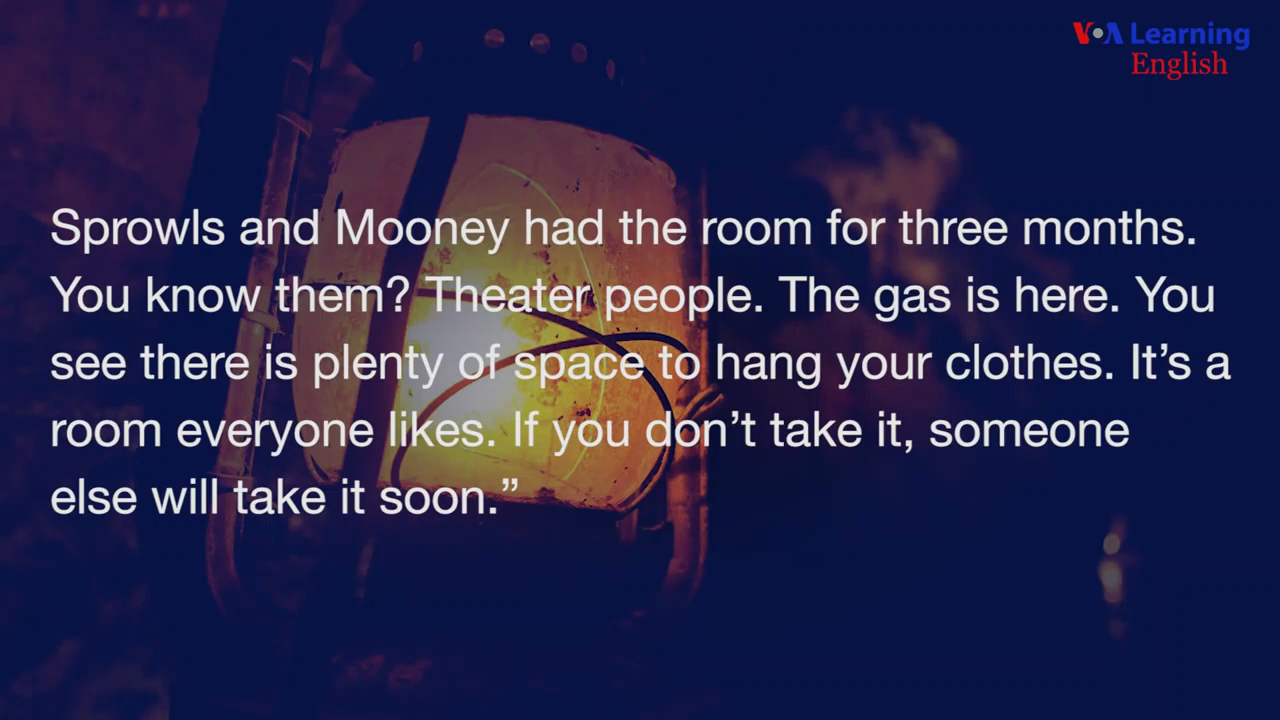 VOA Learning
English
Sprowls and Mooney had the room for three months.
You know them? Theater people. The gas is here. You
see there is plenty of space to hang your clothes. It’s a
room everyone likes. If you don’t take it, someone
else will take it soon.”